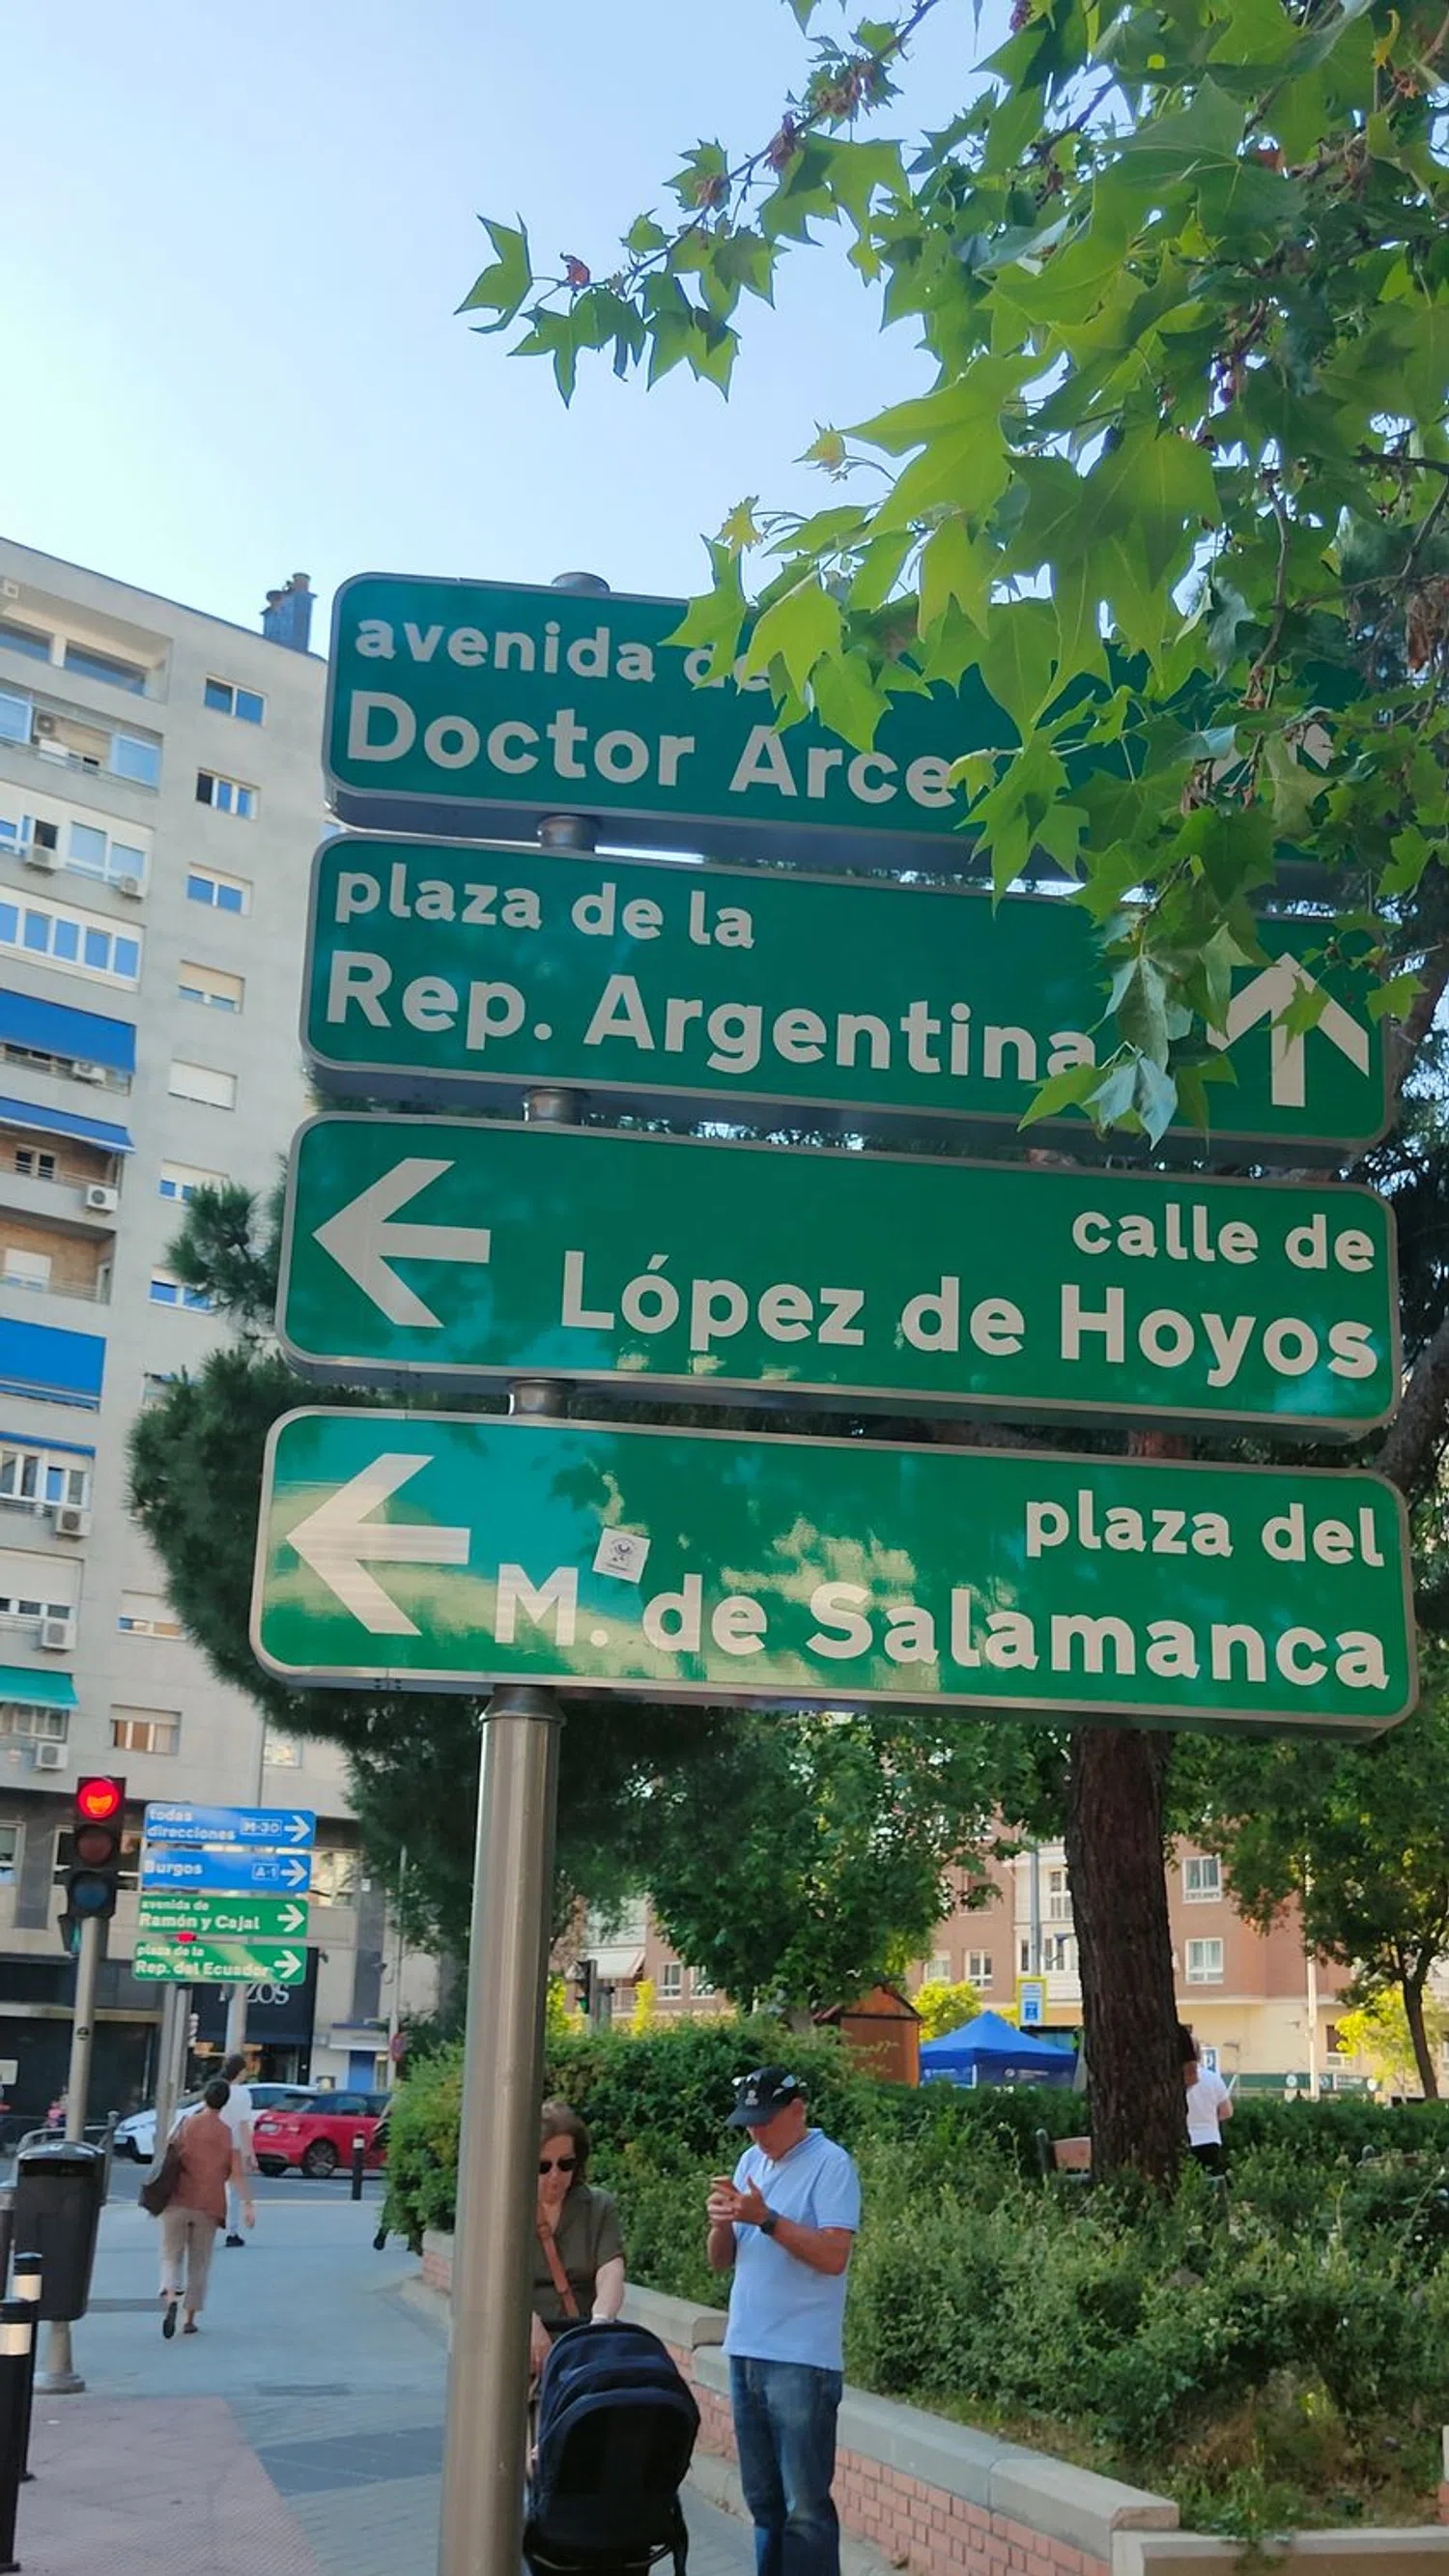 avenida de
Doctor Arce
plaza de la
Rep. Argentina
calle de
López de Hoyos
plaza del
M. de Salamanca
todas
direcciones M-30
Burgos A-1
avenida de
Ramón y Cajal
plaza de la
Rep. del Ecuador